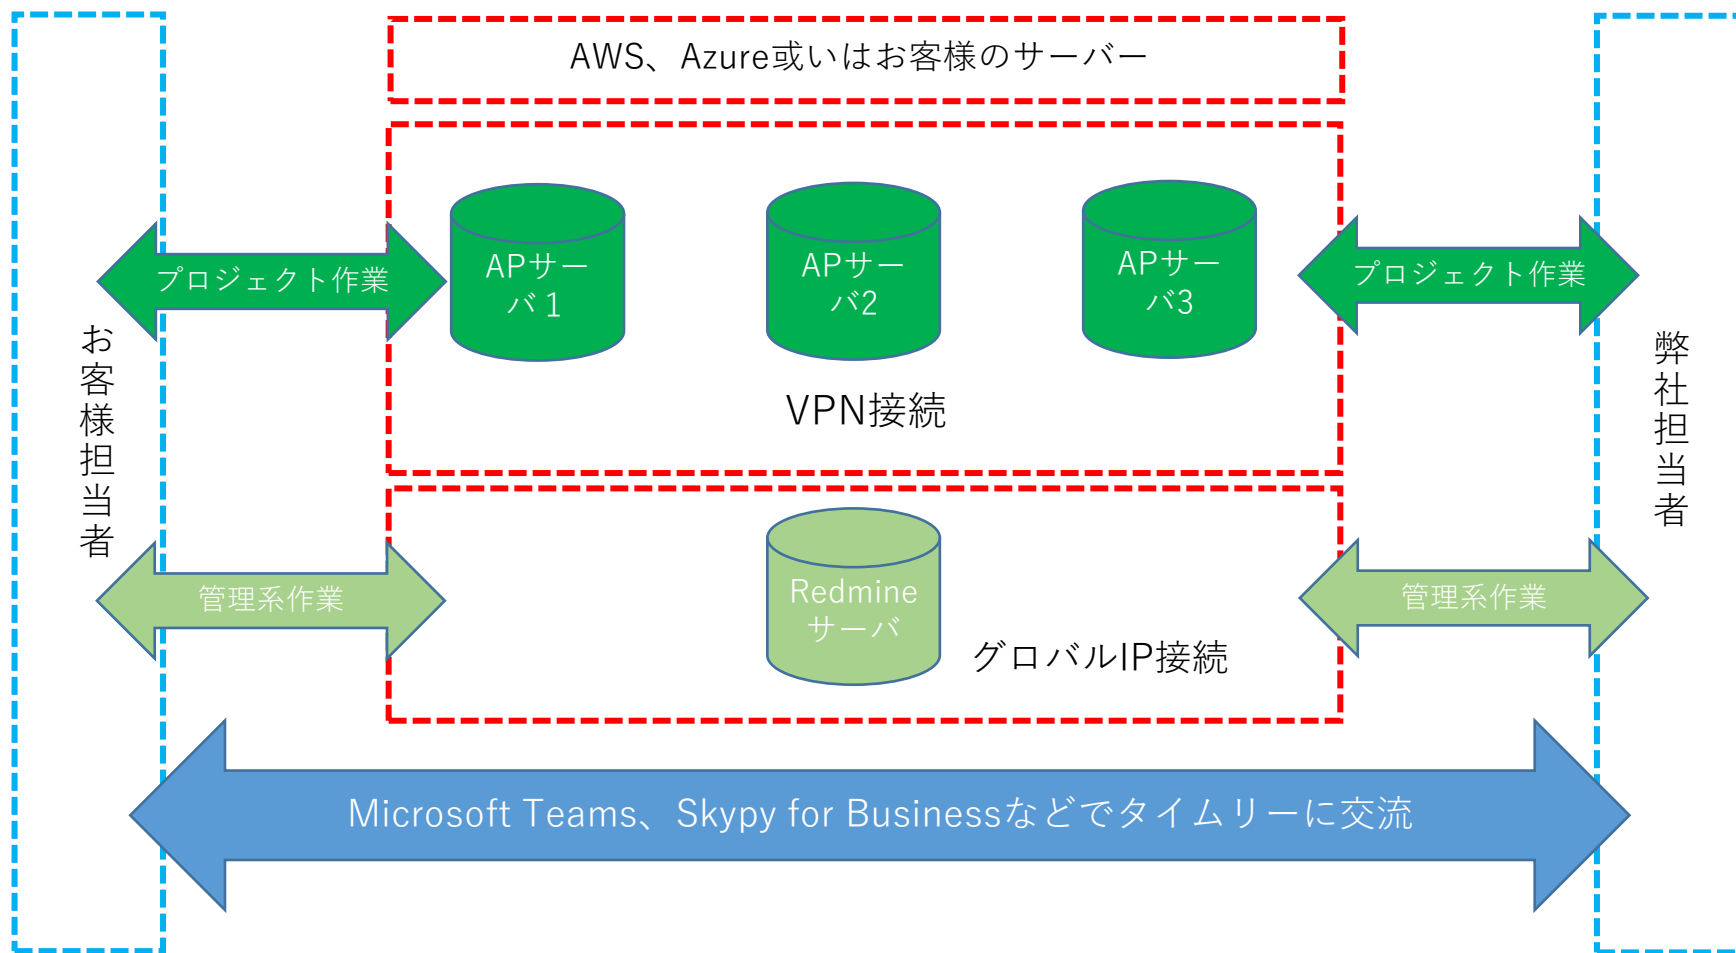 AWS、Azure或いはお客様のサーバー
APサー
バ 1
APサー
バ2
APサー
バ3
プロジェクト作業
プロジェクト作業
VPN接続
お客様担当者
弊社担当者
Redmine
サーバ
管理系作業
管理系作業
グロバルIP接続
Microsoft Teams、Skypy for Businessなどでタイムリーに交流